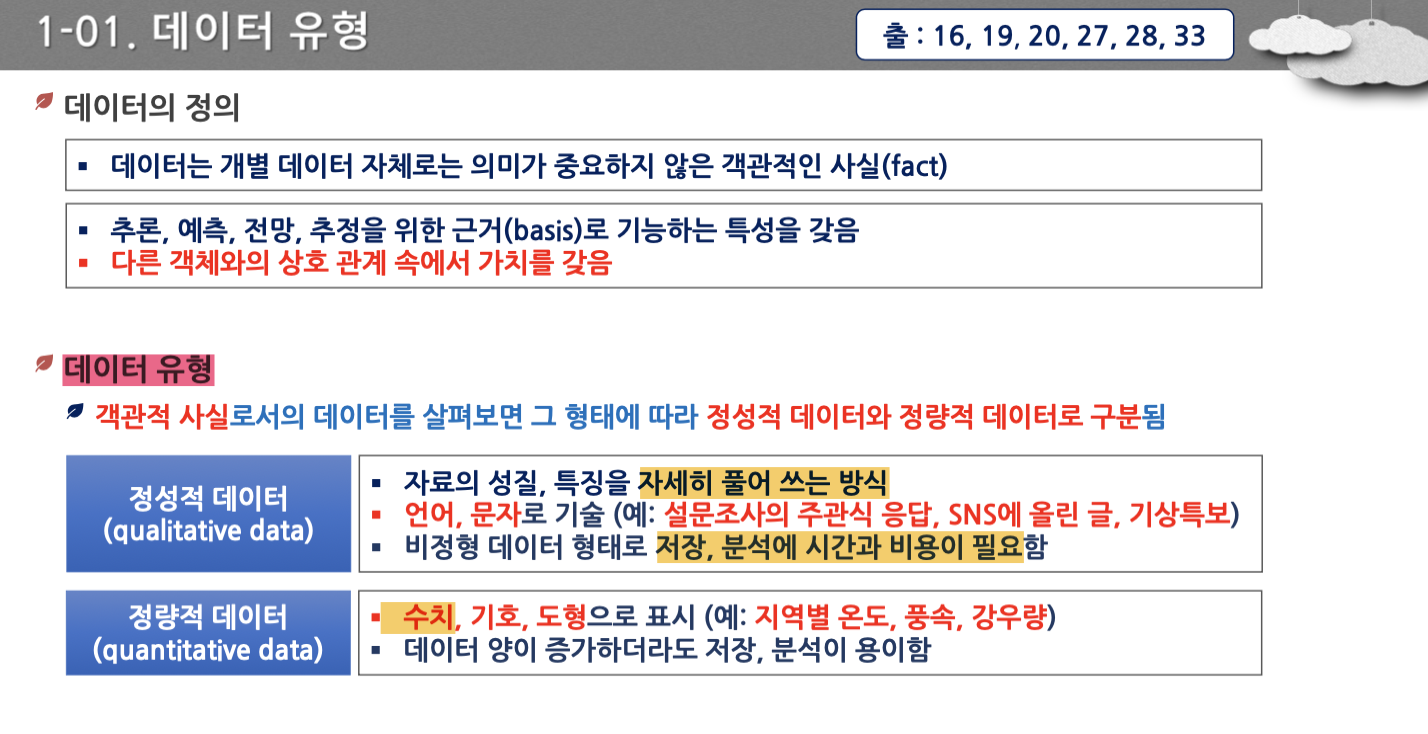 1-01. 데이터 유형
출 : 16, 19, 20, 27, 28, 33
데이터의 정의
▪ 데이터는 개별 데이터 자체로는 의미가 중요하지 않은 객관적인 사실(fact)
▪ 추론, 예측, 전망, 추정을 위한 근거(basis)로 기능하는 특성을 갖음
▪ 다른 객체와의 상호 관계 속에서 가치를 갖음
데이터 유형
객관적 사실로서의 데이터를 살펴보면 그 형태에 따라 정성적 데이터와 정량적 데이터로 구분됨
정성적 데이터
(qualitative data)
▪ 자료의 성질, 특징을 자세히 풀어 쓰는 방식
▪ 언어, 문자로 기술 (예: 설문조사의 주관식 응답, SNS에 올린 글, 기상특보)
▪ 비정형 데이터 형태로 저장, 분석에 시간과 비용이 필요함
정량적 데이터
(quantitative data)
▪ 수치, 기호, 도형으로 표시 (예: 지역별 온도, 풍속, 강우량)
▪ 데이터 양이 증가하더라도 저장, 분석이 용이함